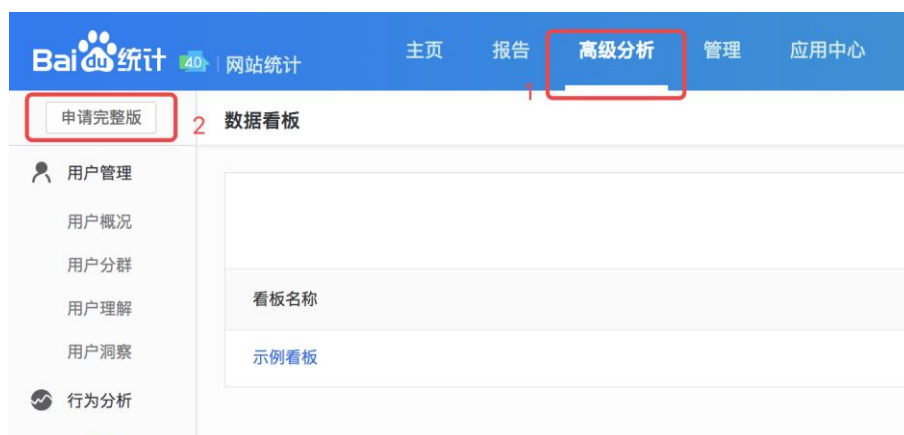 Bai du 统计 4.0 | 网站统计 主页 报告 高级分析 管理 应用中心
1
申请完整版 2 数据看板
用户管理
用户概况
用户分群
用户理解
用户洞察
行为分析
看板名称
示例看板